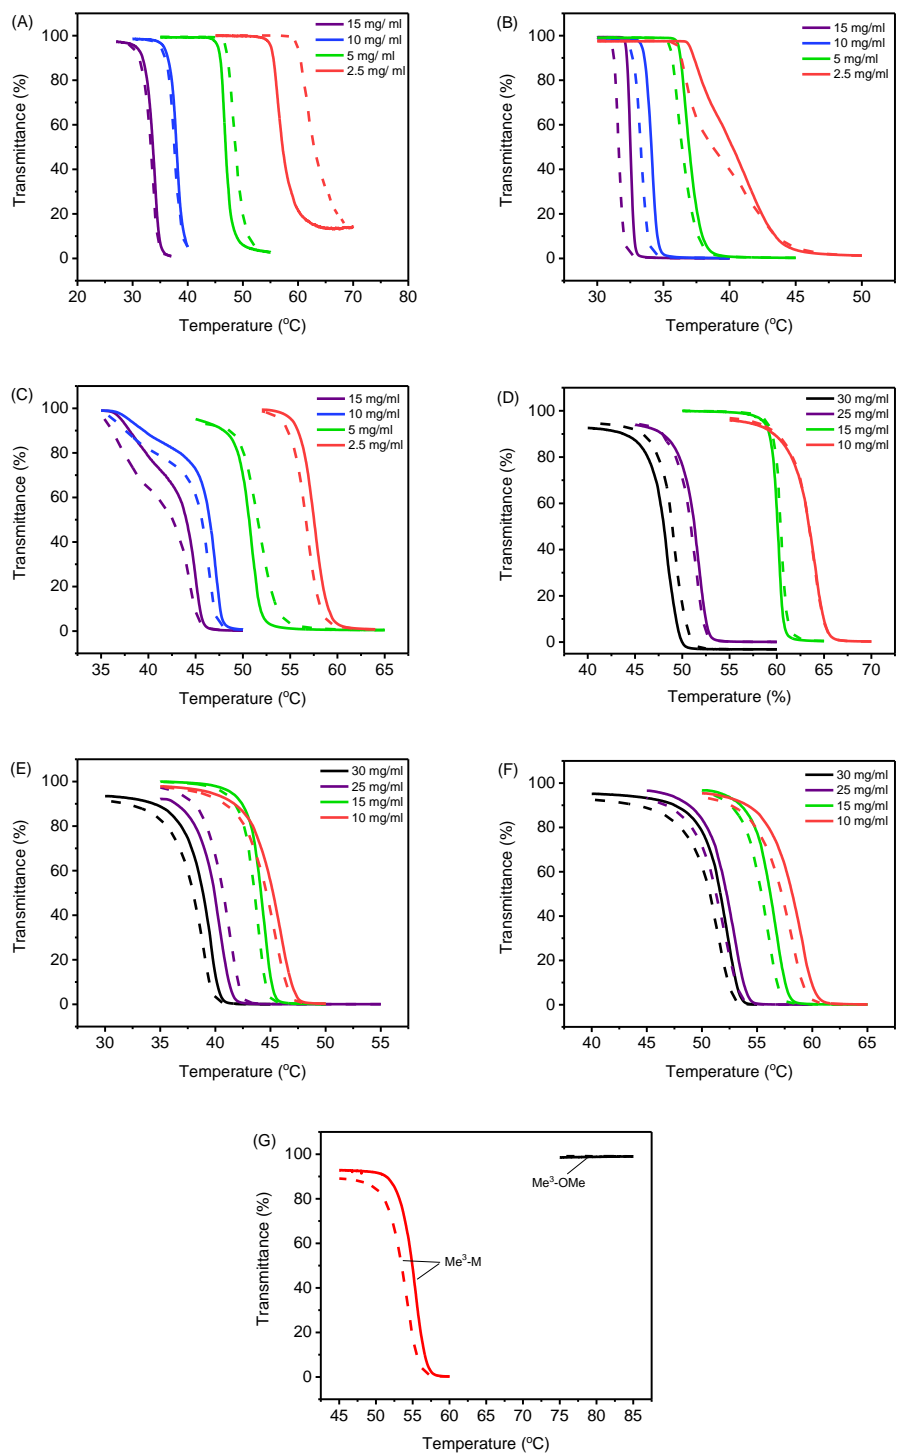 (A)
15 mg/ ml
10 mg/ ml
5 mg/ ml
2.5 mg/ ml
100
80
60
40
20
0
Transmittance (%)
20 30 40 50 60 70 80
Temperature (°C)
(B)
15 mg/ml
10 mg/ml
5 mg/ml
2.5 mg/ml
100
80
60
40
20
0
Transmittance (%)
30 35 40 45 50
Temperature (°C)
(C)
15 mg/ml
10 mg/ml
5 mg/ml
2.5 mg/ml
100
80
60
40
20
0
Transmittance (%)
35 40 45 50 55 60 65
Temperature (°C)
(D)
30 mg/ml
25 mg/ml
15 mg/ml
10 mg/ml
100
80
60
40
20
0
Transmittance (%)
40 45 50 55 60 65 70
Temperature (%)
(E)
30 mg/ml
25 mg/ml
15 mg/ml
10 mg/ml
100
80
60
40
20
0
Transmittance (%)
30 35 40 45 50 55
Temperature (°C)
(F)
30 mg/ml
25 mg/ml
15 mg/ml
10 mg/ml
100
80
60
40
20
0
Transmittance (%)
40 45 50 55 60 65
Temperature (°C)
(G)
100
80
60
40
20
0
Transmittance (%)
Me³-OMe
Me³-M
45 50 55 60 65 70 75 80 85
Temperature (°C)